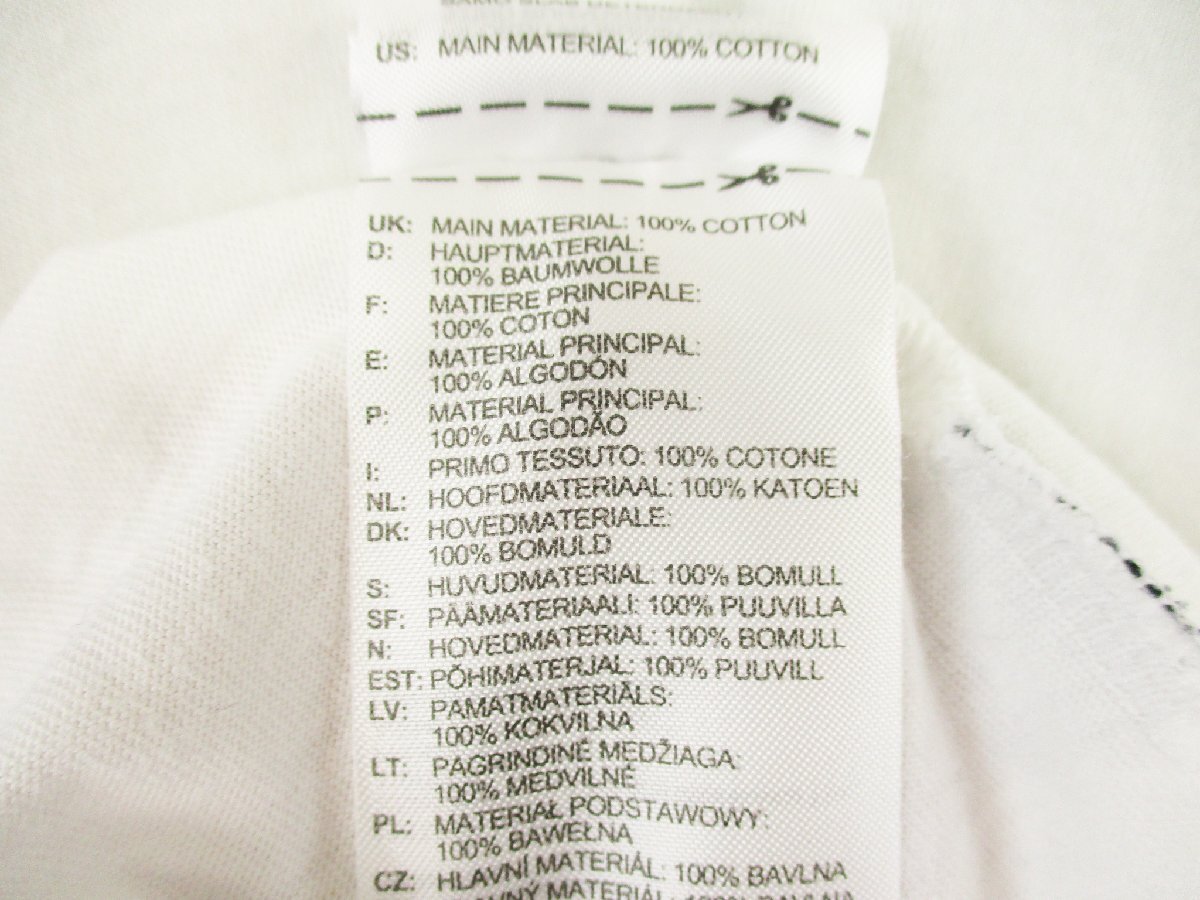 US: MAIN MATERIAL: 100% COTTON
UK: MAIN MATERIAL: 100% COTTON
D: HAUPTMATERIAL:
100% BAUMWOLLE
F: MATIERE PRINCIPALE:
100% COTON
E: MATERIAL PRINCIPAL:
100% ALGODÓN
P: MATERIAL PRINCIPAL:
100% ALGODÃO
I: PRIMO TESSUTO: 100% COTONE
NL: HOOFDMATERIAAL: 100% KATOEN
DK: HOVEDMATERIALE:
100% BOMULD
S: HUVUDMATERIAL: 100% BOMULL
SF: PÄÄMATERIAALI: 100% PUUVILLA
N: HOVEDMATERIAL: 100% BOMULL
EST: PÕHIMATERJAL: 100% PUUVILL
LV: PAMATMATERIĀLS:
100% KOKVILNA
LT: PAGRINDINĖ MEDŽIAGA:
100% MEDVILNĖ
PL: MATERIAŁ PODSTAWOWY:
100% BAWEŁNA
CZ: HLAVNÍ MATERIÁL: 100% BAVLNA
MATERIÁL: 100% BAVLNA